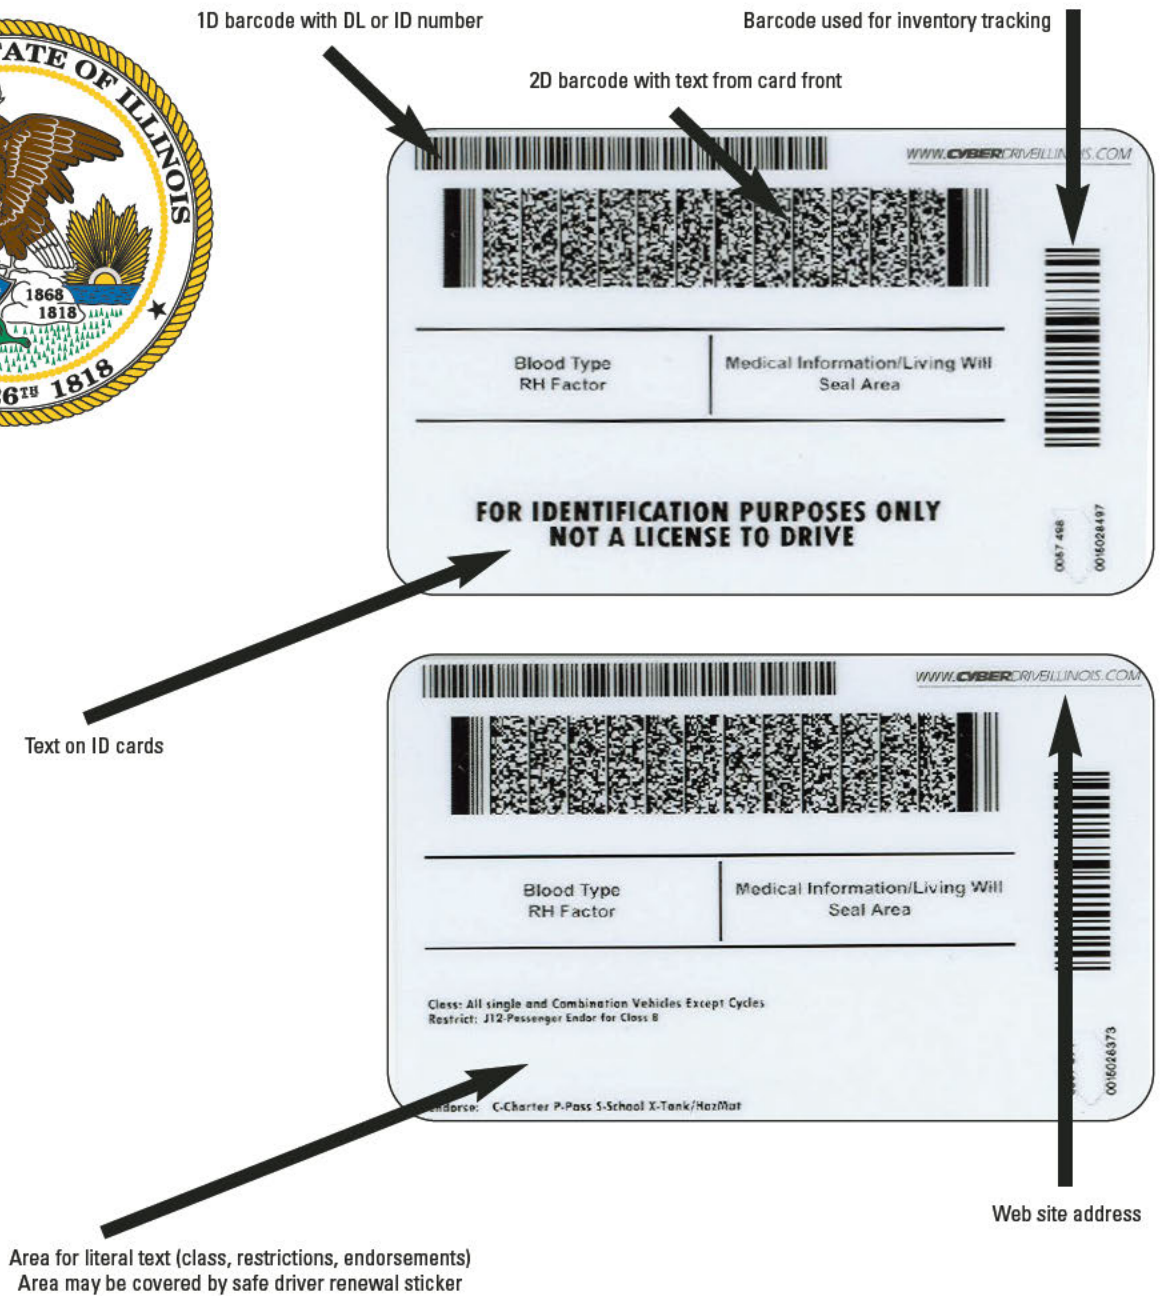 1D barcode with DL or ID number
Barcode used for inventory tracking
2D barcode with text from card front
STATE OF ILLINOIS
1868
1818
26TH 1818
WWW.CYBERDRIVEILLINOIS.COM
Blood Type
RH Factor
Medical Information/Living Will
Seal Area
FOR IDENTIFICATION PURPOSES ONLY
NOT A LICENSE TO DRIVE
0057 498
0015028497
Text on ID cards
WWW.CYBERDRIVEILLINOIS.COM
Blood Type
RH Factor
Medical Information/Living Will
Seal Area
Class: All single and Combination Vehicles Except Cycles
Restrict: J12-Passenger Endor for Class B
Endorse: C-Charter P-Pass S-School X-Tank/HazMat
0015028373
Web site address
Area for literal text (class, restrictions, endorsements)
Area may be covered by safe driver renewal sticker